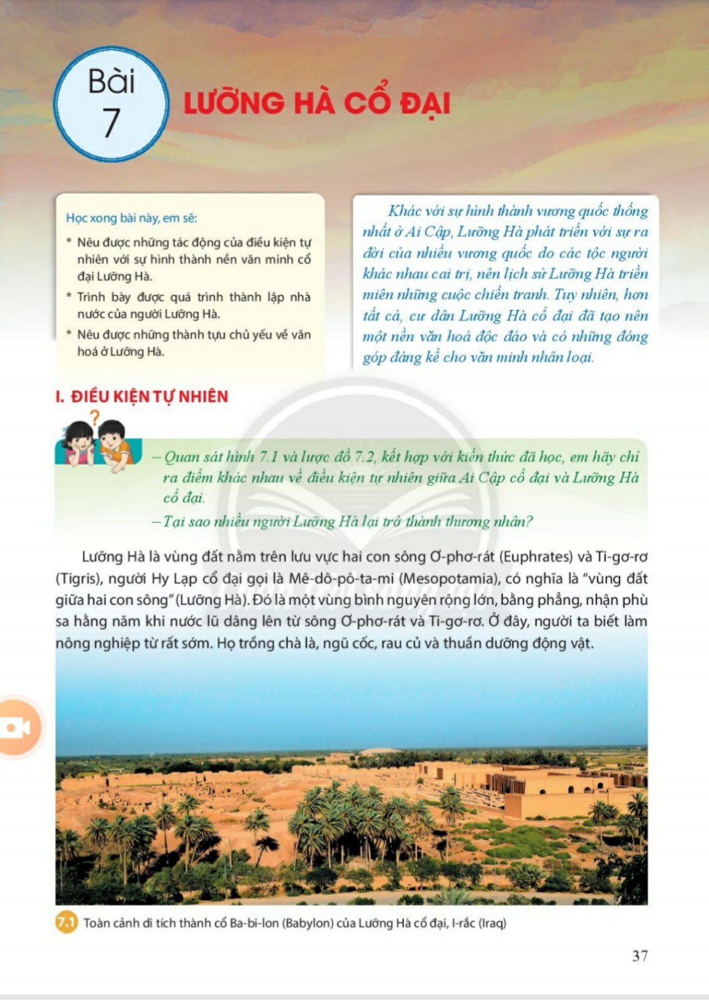 Bài
7
LƯỠNG HÀ CỔ ĐẠI
Học xong bài này, em sẽ:
* Nêu được những tác động của điều kiện tự
nhiên với sự hình thành nền văn minh cổ
đại Lưỡng Hà.
* Trình bày được quá trình thành lập nhà
nước của người Lưỡng Hà.
* Nêu được những thành tựu chủ yếu về văn
hoá ở Lưỡng Hà.
Khác với sự hình thành vương quốc thống
nhất ở Ai Cập, Lưỡng Hà phát triển với sự ra
đời của nhiều vương quốc do các tộc người
khác nhau cai trị, nên lịch sử Lưỡng Hà triền
miên những cuộc chiến tranh. Tuy nhiên, hơn
tất cả, cư dân Lưỡng Hà cổ đại đã tạo nên
một nền văn hoá độc đáo và có những đóng
góp đáng kể cho văn minh nhân loại.
I. ĐIỀU KIỆN TỰ NHIÊN
?
– Quan sát hình 7.1 và lược đồ 7.2, kết hợp với kiến thức đã học, em hãy chỉ
ra điểm khác nhau về điều kiện tự nhiên giữa Ai Cập cổ đại và Lưỡng Hà
cổ đại.
– Tại sao nhiều người Lưỡng Hà lại trở thành thương nhân?
Lưỡng Hà là vùng đất nằm trên lưu vực hai con sông Ơ-phơ-rát (Euphrates) và Ti-gơ-rơ
(Tigris), người Hy Lạp cổ đại gọi là Mê-dô-pô-ta-mi (Mesopotamia), có nghĩa là “vùng đất
giữa hai con sông” (Lưỡng Hà). Đó là một vùng bình nguyên rộng lớn, bằng phẳng, nhận phù
sa hằng năm khi nước lũ dâng lên từ sông Ơ-phơ-rát và Ti-gơ-rơ. Ở đây, người ta biết làm
nông nghiệp từ rất sớm. Họ trồng chà là, ngũ cốc, rau củ và thuần dưỡng động vật.
7.1 Toàn cảnh di tích thành cổ Ba-bi-lon (Babylon) của Lưỡng Hà cổ đại, I-rắc (Iraq)
37